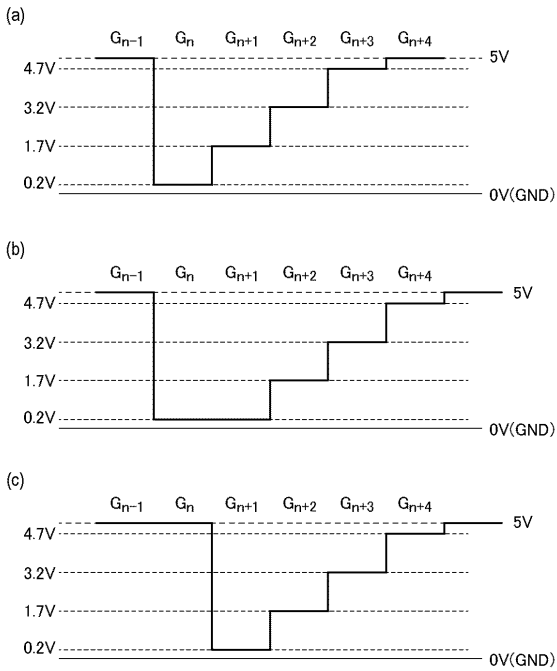 (a)
Gn-1 Gn Gn+1 Gn+2 Gn+3 Gn+4
5V
4.7V
3.2V
1.7V
0.2V
0V(GND)
(b)
Gn-1 Gn Gn+1 Gn+2 Gn+3 Gn+4
5V
4.7V
3.2V
1.7V
0.2V
0V(GND)
(c)
Gn-1 Gn Gn+1 Gn+2 Gn+3 Gn+4
5V
4.7V
3.2V
1.7V
0.2V
0V(GND)